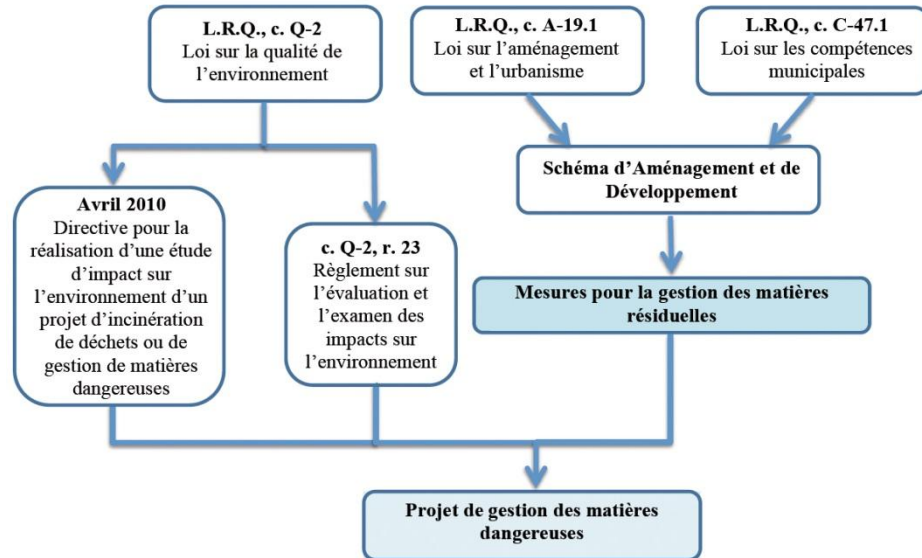 L.R.Q., c. Q-2
Loi sur la qualité de
l’environnement
L.R.Q., c. A-19.1
Loi sur l’aménagement
et l’urbanisme
L.R.Q., c. C-47.1
Loi sur les compétences
municipales
Schéma d’Aménagement et de
Développement
Avril 2010
Directive pour la
réalisation d’une étude
d’impact sur
l’environnement d’un
projet d’incinération
de déchets ou de
gestion de matières
dangereuses
c. Q-2, r. 23
Règlement sur
l’évaluation et
l’examen des
impacts sur
l’environnement
Mesures pour la gestion des matières
résiduelles
Projet de gestion des matières
dangereuses